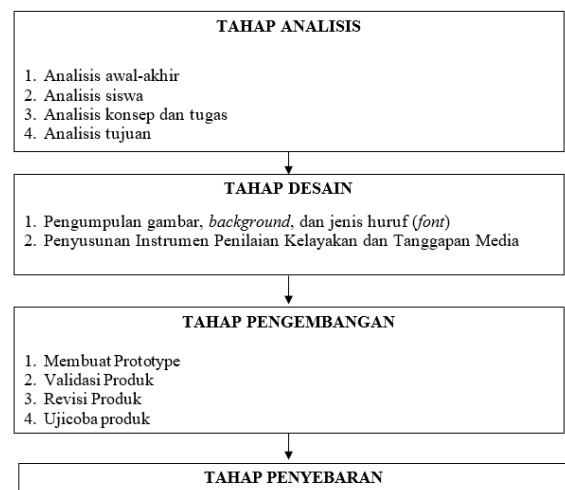 TAHAP ANALISIS
1. Analisis awal-akhir
2. Analisis siswa
3. Analisis konsep dan tugas
4. Analisis tujuan
TAHAP DESAIN
1. Pengumpulan gambar, background, dan jenis huruf (font)
2. Penyusunan Instrumen Penilaian Kelayakan dan Tanggapan Media
TAHAP PENGEMBANGAN
1. Membuat Prototype
2. Validasi Produk
3. Revisi Produk
4. Ujicoba produk
TAHAP PENYEBARAN